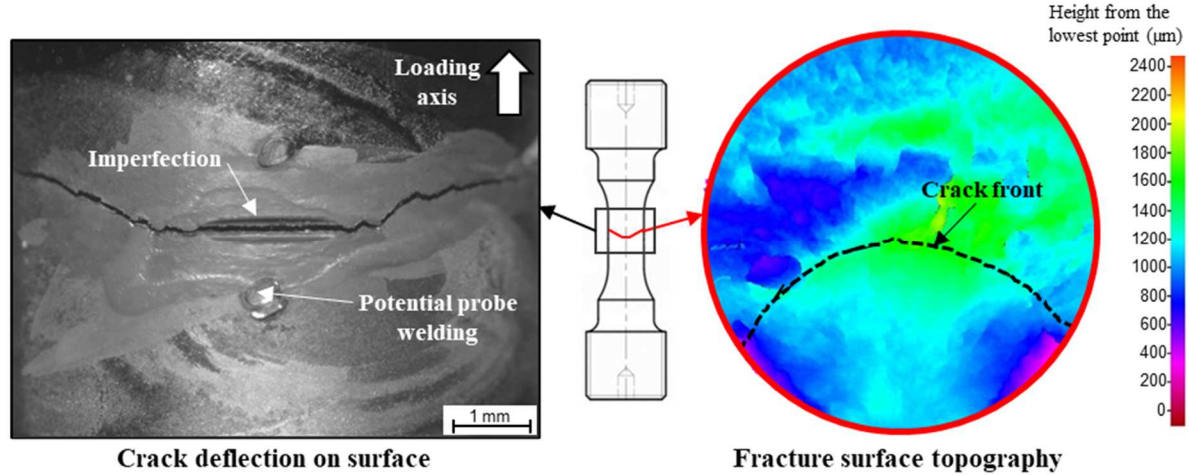 Loading
axis
Imperfection
Potential probe
welding
1 mm
Crack deflection on surface
Height from the
lowest point (μm)
2400
2200
2000
1800
1600
1400
1200
1000
800
600
400
200
0
Crack front
Fracture surface topography